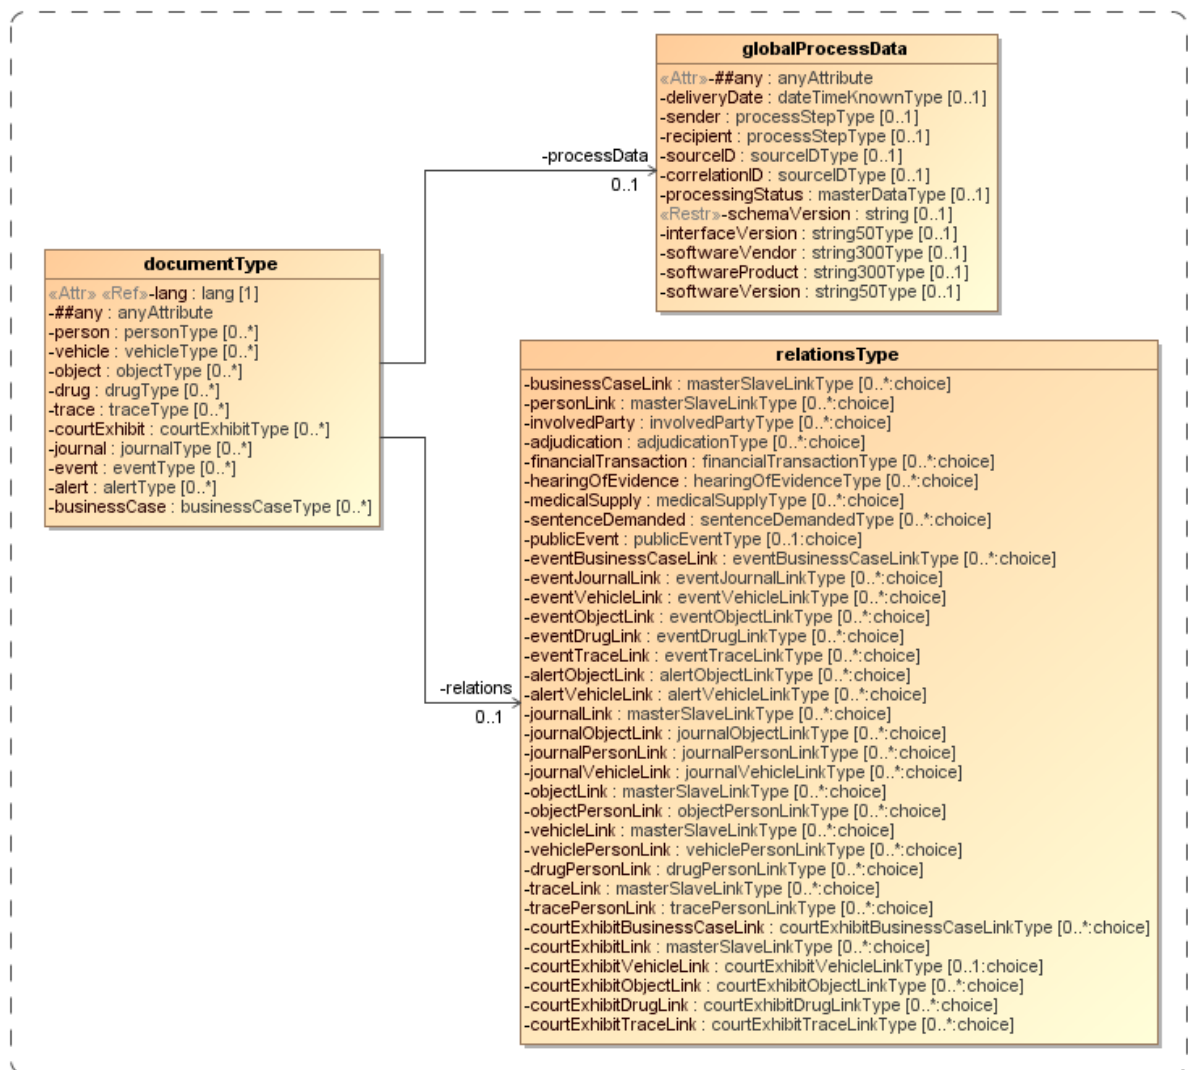 globalProcessData
«Attr»-##any : anyAttribute
-deliveryDate : dateTimeKnownType [0..1]
-sender : processStepType [0..1]
-recipient : processStepType [0..1]
-sourceID : sourceIDType [0..1]
-correlationID : sourceIDType [0..1]
-processingStatus : masterDataType [0..1]
«Restr»-schemaVersion : string [0..1]
-interfaceVersion : string50Type [0..1]
-softwareVendor : string300Type [0..1]
-softwareProduct : string300Type [0..1]
-softwareVersion : string50Type [0..1]
-processData
0..1
documentType
«Attr» «Ref»-lang : lang [1]
-##any : anyAttribute
-person : personType [0..*]
-vehicle : vehicleType [0..*]
-object : objectType [0..*]
-drug : drugType [0..*]
-trace : traceType [0..*]
-courtExhibit : courtExhibitType [0..*]
-journal : journalType [0..*]
-event : eventType [0..*]
-alert : alertType [0..*]
-businessCase : businessCaseType [0..*]
-relations
0..1
relationsType
-businessCaseLink : masterSlaveLinkType [0..*:choice]
-personLink : masterSlaveLinkType [0..*:choice]
-involvedParty : involvedPartyType [0..*:choice]
-adjudication : adjudicationType [0..*:choice]
-financialTransaction : financialTransactionType [0..*:choice]
-hearingOfEvidence : hearingOfEvidenceType [0..*:choice]
-medicalSupply : medicalSupplyType [0..*:choice]
-sentenceDemanded : sentenceDemandedType [0..*:choice]
-publicEvent : publicEventType [0..1:choice]
-eventBusinessCaseLink : eventBusinessCaseLinkType [0..*:choice]
-eventJournalLink : eventJournalLinkType [0..*:choice]
-eventVehicleLink : eventVehicleLinkType [0..*:choice]
-eventObjectLink : eventObjectLinkType [0..*:choice]
-eventDrugLink : eventDrugLinkType [0..*:choice]
-eventTraceLink : eventTraceLinkType [0..*:choice]
-alertObjectLink : alertObjectLinkType [0..*:choice]
-alertVehicleLink : alertVehicleLinkType [0..*:choice]
-journalLink : masterSlaveLinkType [0..*:choice]
-journalObjectLink : journalObjectLinkType [0..*:choice]
-journalPersonLink : journalPersonLinkType [0..*:choice]
-journalVehicleLink : journalVehicleLinkType [0..*:choice]
-objectLink : masterSlaveLinkType [0..*:choice]
-objectPersonLink : objectPersonLinkType [0..*:choice]
-vehicleLink : masterSlaveLinkType [0..*:choice]
-vehiclePersonLink : vehiclePersonLinkType [0..*:choice]
-drugPersonLink : drugPersonLinkType [0..*:choice]
-traceLink : masterSlaveLinkType [0..*:choice]
-tracePersonLink : tracePersonLinkType [0..*:choice]
-courtExhibitBusinessCaseLink : courtExhibitBusinessCaseLinkType [0..*:choice]
-courtExhibitLink : masterSlaveLinkType [0..*:choice]
-courtExhibitVehicleLink : courtExhibitVehicleLinkType [0..1:choice]
-courtExhibitObjectLink : courtExhibitObjectLinkType [0..*:choice]
-courtExhibitDrugLink : courtExhibitDrugLinkType [0..*:choice]
-courtExhibitTraceLink : courtExhibitTraceLinkType [0..*:choice]